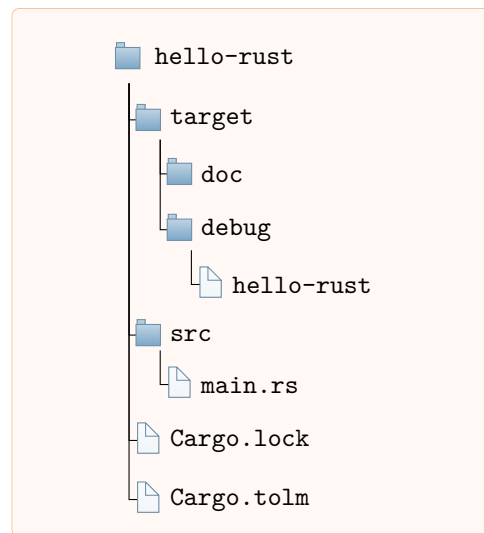 hello-rust
target
doc
debug
hello-rust
src
main.rs
Cargo.lock
Cargo.tolm